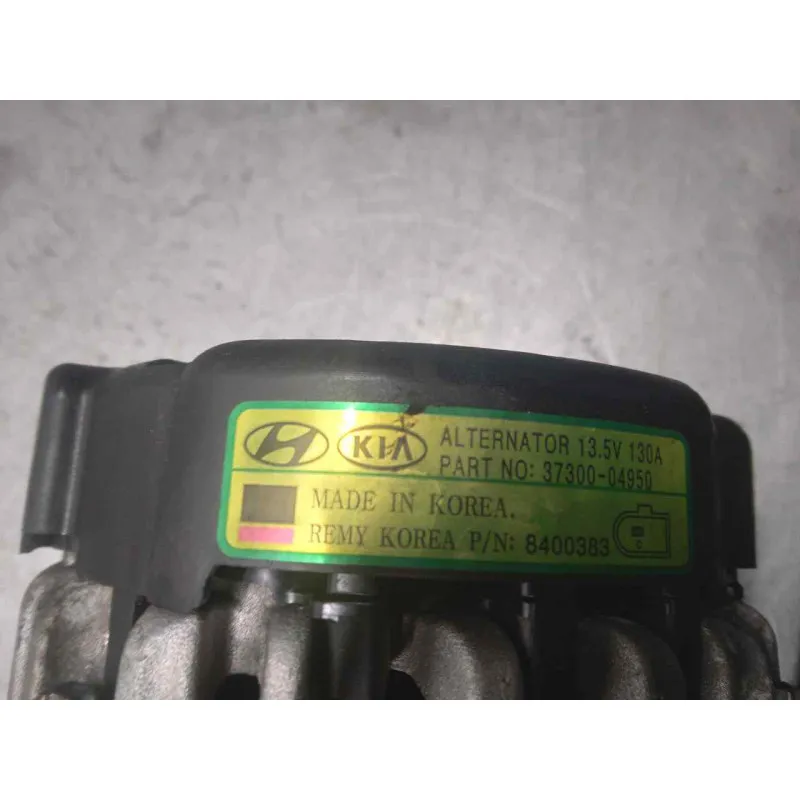 KIA ALTERNATOR 13.5V 130A
PART NO: 37300-04950
MADE IN KOREA.
REMY KOREA P/N: 8400383
C